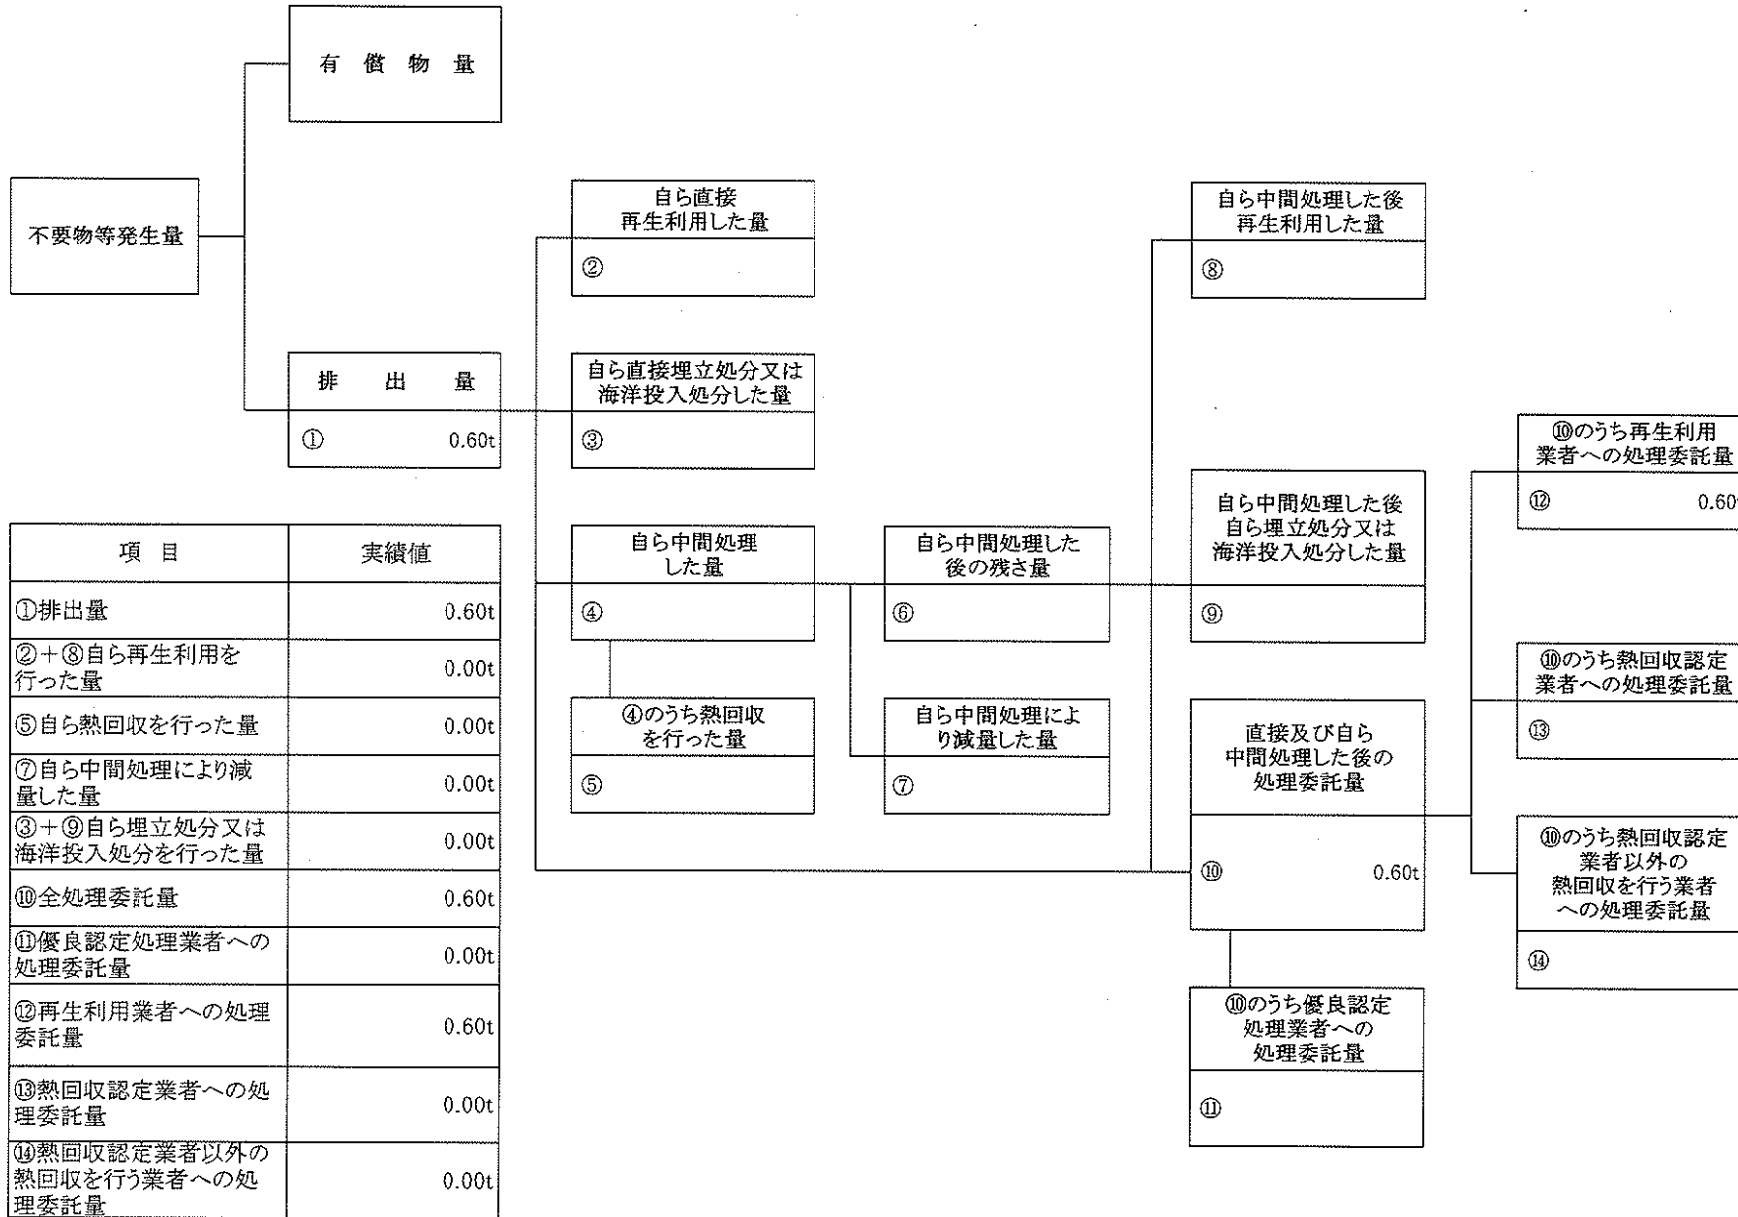 有 償 物 量
不要物等発生量
排 出 量
① 0.60t
自ら直接
再生利用した量
②
自ら直接埋立処分又は
海洋投入処分した量
③
自ら中間処理
した量
④
④のうち熱回収
を行った量
⑤
自ら中間処理した
後の残さ量
⑥
自ら中間処理によ
り減量した量
⑦
自ら中間処理した後
再生利用した量
⑧
自ら中間処理した後
自ら埋立処分又は
海洋投入処分した量
⑨
直接及び自ら
中間処理した後の
処理委託量
⑩ 0.60t
⑩のうち優良認定
処理業者への
処理委託量
⑪
⑩のうち再生利用
業者への処理委託量
⑫ 0.60t
⑩のうち熱回収認定
業者への処理委託量
⑬
⑩のうち熱回収認定
業者以外の
熱回収を行う業者
への処理委託量
⑭
項 目 実績値
①排出量 0.60t
②+⑧自ら再生利用を
行った量 0.00t
⑤自ら熱回収を行った量 0.00t
⑦自ら中間処理により減
量した量 0.00t
③+⑨自ら埋立処分又は
海洋投入処分を行った量 0.00t
⑩全処理委託量 0.60t
⑪優良認定処理業者への
処理委託量 0.00t
⑫再生利用業者への処理
委託量 0.60t
⑬熱回収認定業者への処
理委託量 0.00t
⑭熱回収認定業者以外の
熱回収を行う業者への処
理委託量 0.00t